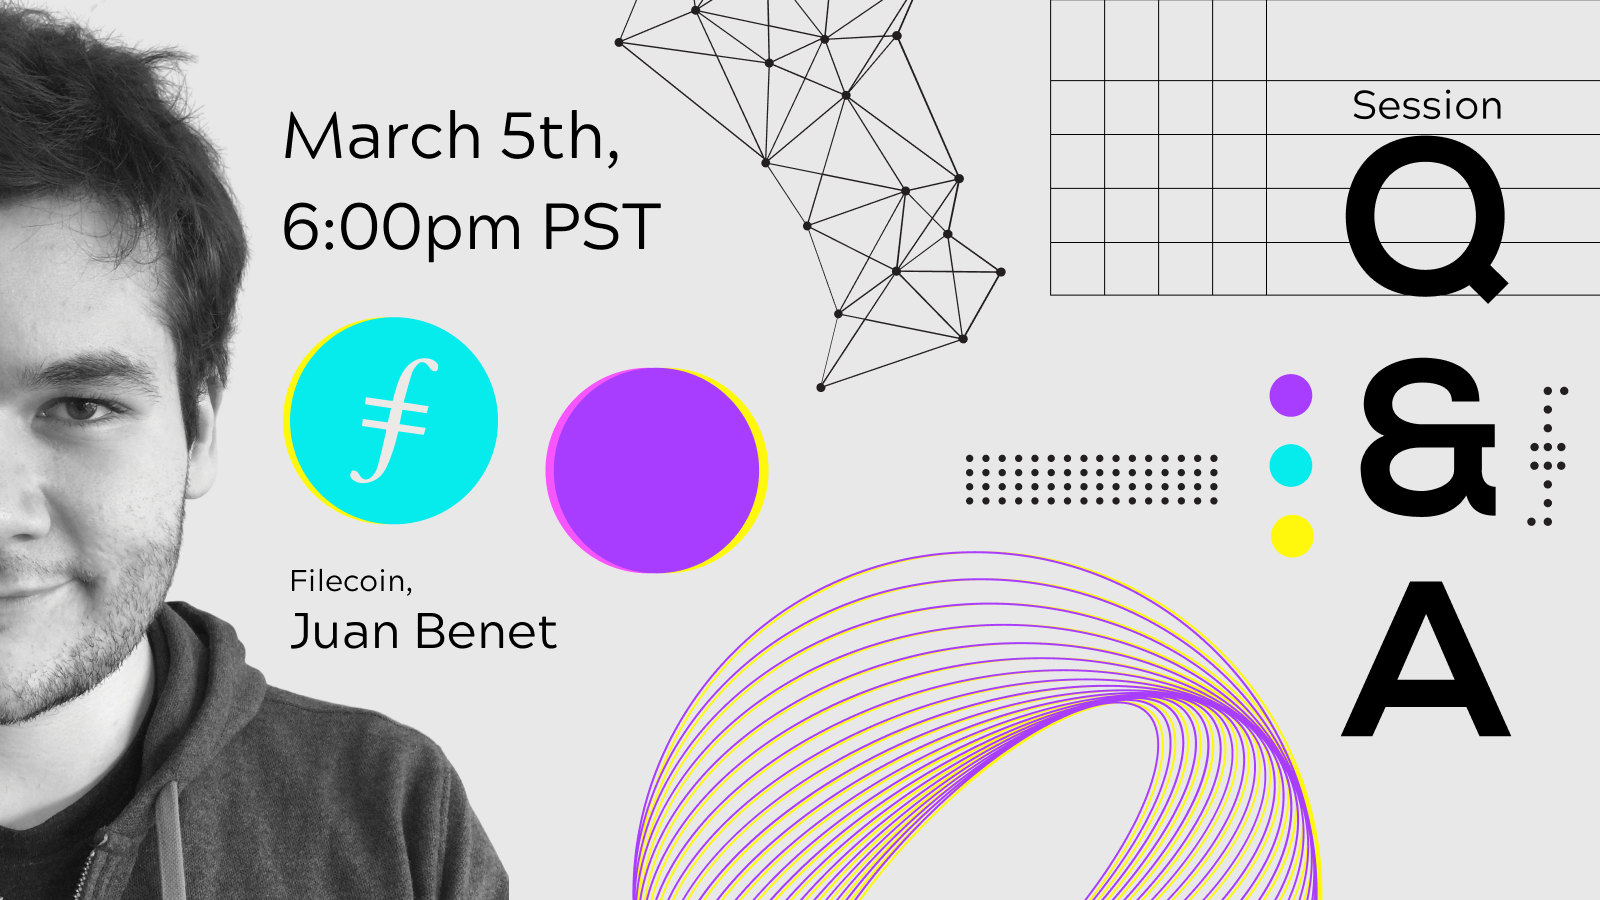 March 5th,
6:00pm PST
Filecoin,
Juan Benet
Session
Q
&
A